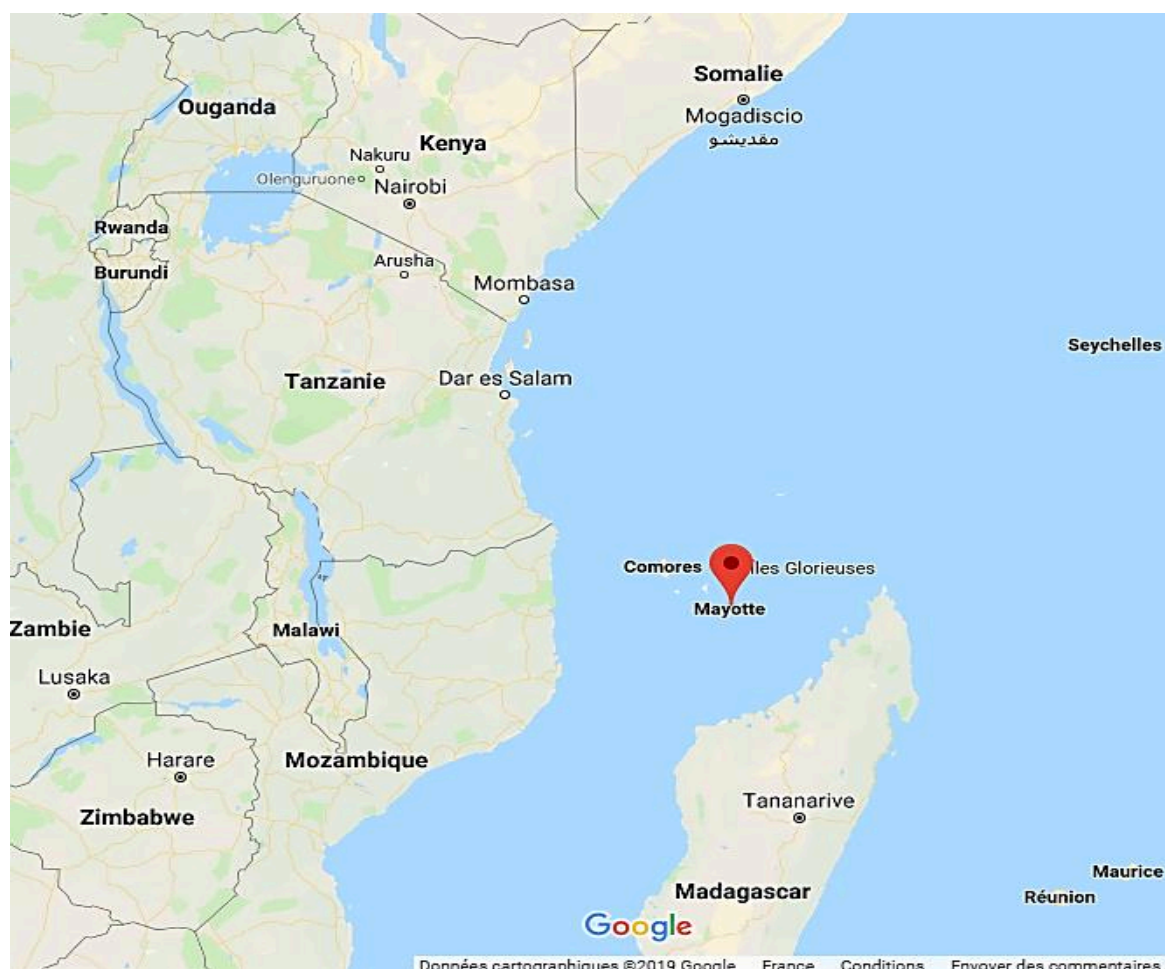 Somalie
Mogadiscio
مقديشو
Ouganda
Kenya
Nakuru
Olenguruone
Nairobi
Rwanda
Burundi
Arusha
Mombasa
Seychelles
Tanzanie
Dar es Salam
Comores
lles Glorieuses
Mayotte
Zambie
Malawi
Lusaka
Harare
Mozambique
Zimbabwe
Tananarive
Madagascar
Maurice
Réunion
Google
Données cartographiques ©2019 Google France Conditions Envoyer des commentaires